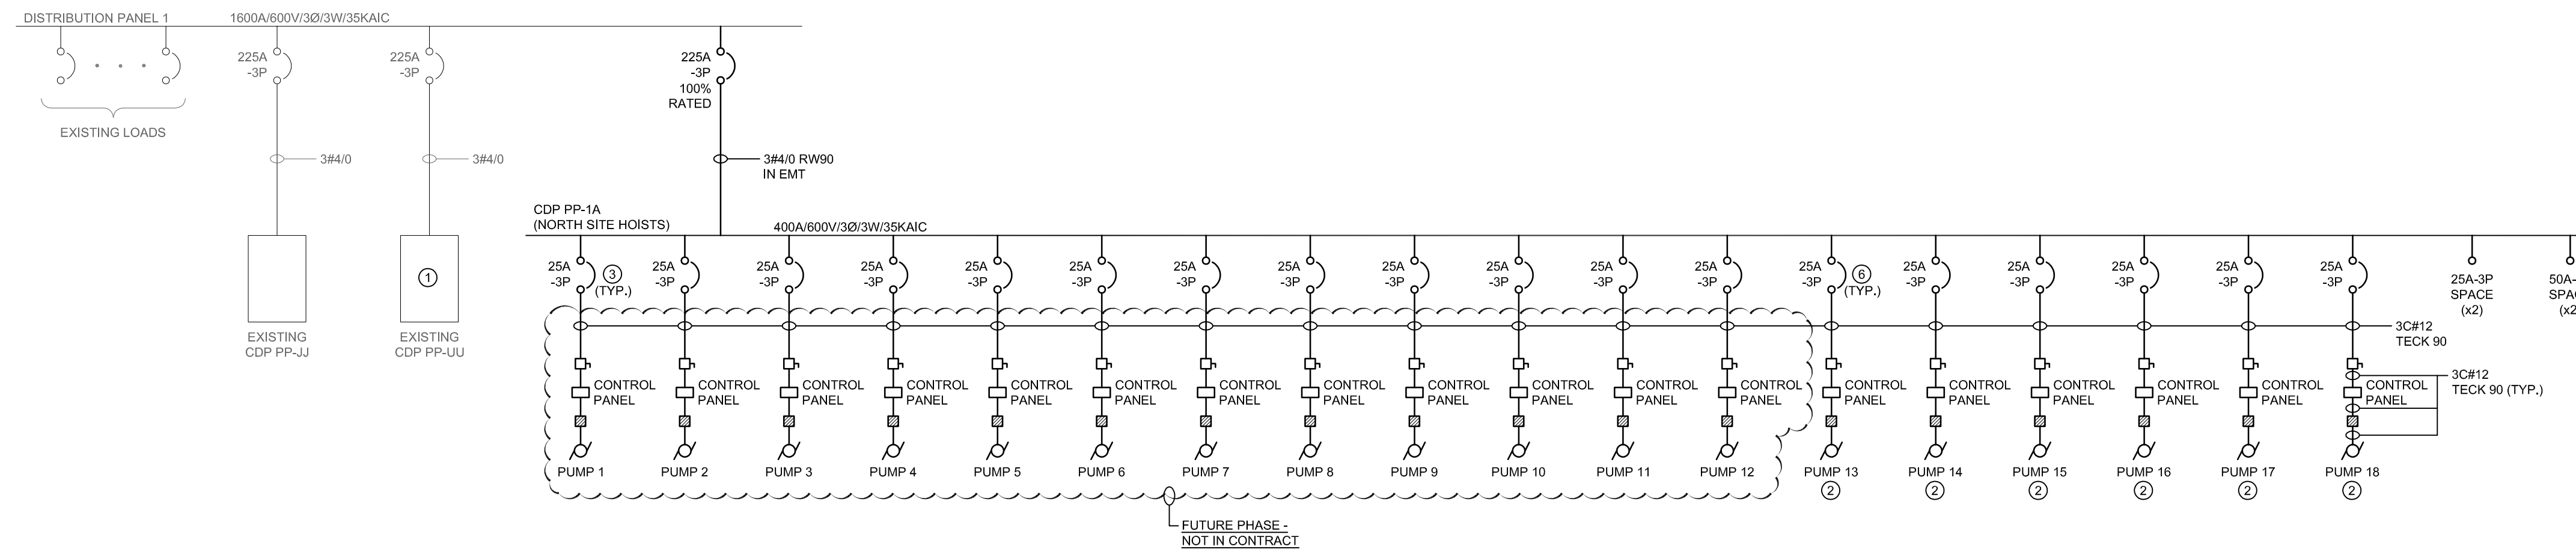 DISTRIBUTION PANEL 1
1600A/600V/3Ø/3W/35KAIC
225A
-3P
225A
-3P
225A
-3P
100%
RATED
EXISTING LOADS
3#4/0
3#4/0
3#4/0 RW90
IN EMT
CDP PP-1A
(NORTH SITE HOISTS)
400A/600V/3Ø/3W/35KAIC
1
EXISTING
CDP PP-JJ
EXISTING
CDP PP-UU
25A
-3P
3
(TYP.)
25A
-3P
25A
-3P
25A
-3P
25A
-3P
25A
-3P
25A
-3P
25A
-3P
25A
-3P
25A
-3P
25A
-3P
25A
-3P
25A
-3P
6
(TYP.)
25A
-3P
25A
-3P
25A
-3P
25A
-3P
25A
-3P
25A-3P
SPACE
(x2)
50A-
SPA
(x2
3C#12
TECK 90
CONTROL
PANEL
CONTROL
PANEL
CONTROL
PANEL
CONTROL
PANEL
CONTROL
PANEL
CONTROL
PANEL
CONTROL
PANEL
CONTROL
PANEL
CONTROL
PANEL
CONTROL
PANEL
CONTROL
PANEL
CONTROL
PANEL
CONTROL
PANEL
CONTROL
PANEL
CONTROL
PANEL
CONTROL
PANEL
CONTROL
PANEL
CONTROL
PANEL
3C#12
TECK 90 (TYP.)
PUMP 1
PUMP 2
PUMP 3
PUMP 4
PUMP 5
PUMP 6
PUMP 7
PUMP 8
PUMP 9
PUMP 10
PUMP 11
PUMP 12
PUMP 13
2
PUMP 14
2
PUMP 15
2
PUMP 16
2
PUMP 17
2
PUMP 18
2
FUTURE PHASE -
NOT IN CONTRACT